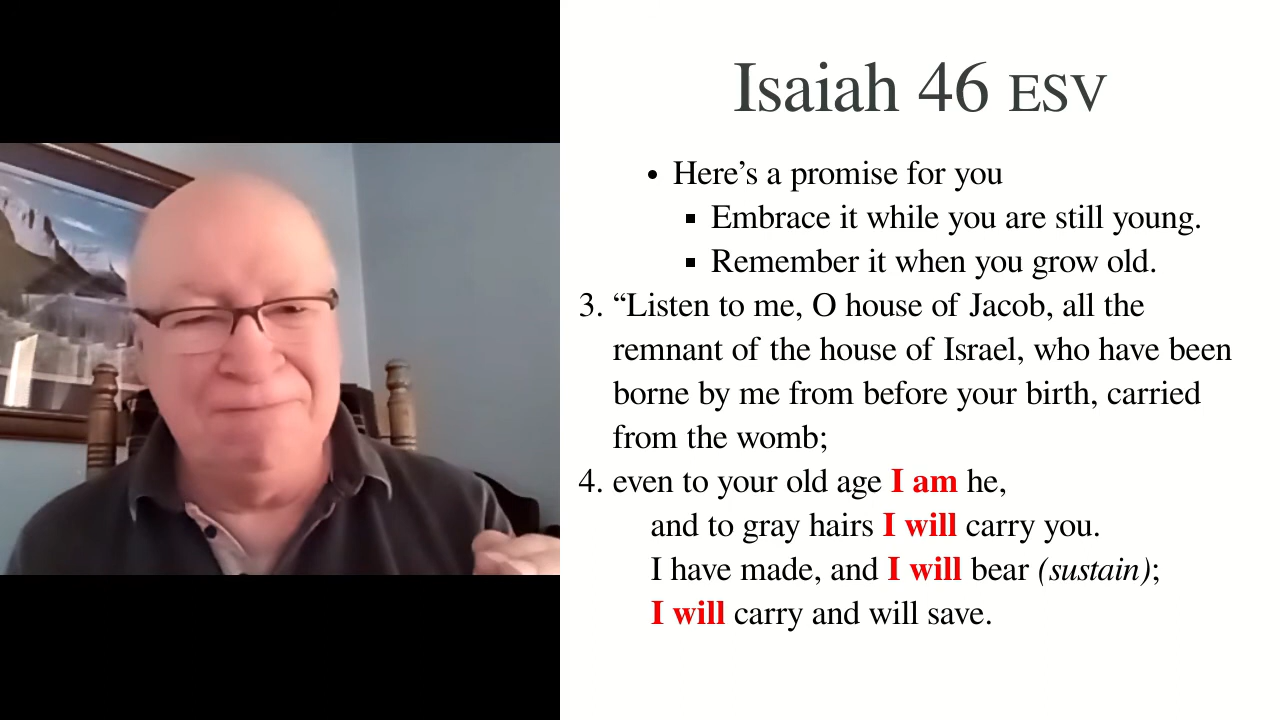 Isaiah 46 ESV
• Here’s a promise for you
▪ Embrace it while you are still young.
▪ Remember it when you grow old.
3. “Listen to me, O house of Jacob, all the
remnant of the house of Israel, who have been
borne by me from before your birth, carried
from the womb;
4. even to your old age I am he,
and to gray hairs I will carry you.
I have made, and I will bear (sustain);
I will carry and will save.